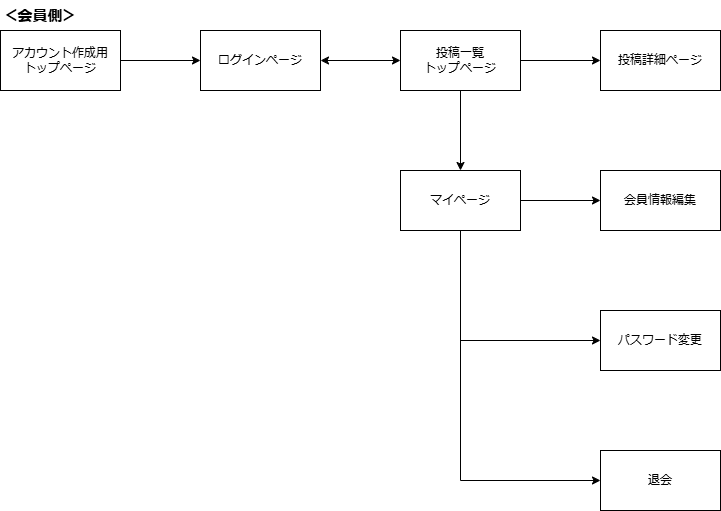 ＜会員側＞
アカウント作成用
トップページ
ログインページ
投稿一覧
トップページ
投稿詳細ページ
マイページ
会員情報編集
パスワード変更
退会